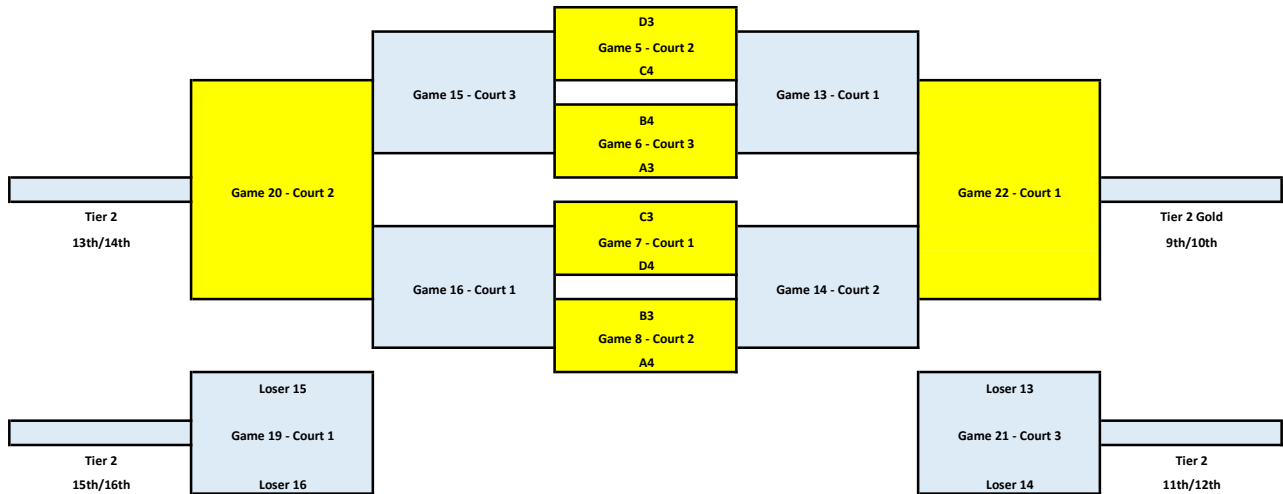 D3
Game 5 - Court 2
C4
Game 15 - Court 3
Game 13 - Court 1
B4
Game 6 - Court 3
A3
Game 20 - Court 2
Game 22 - Court 1
Tier 2
13th/14th
Tier 2 Gold
9th/10th
C3
Game 7 - Court 1
D4
Game 16 - Court 1
Game 14 - Court 2
B3
Game 8 - Court 2
A4
Loser 15
Game 19 - Court 1
Loser 16
Tier 2
15th/16th
Loser 13
Game 21 - Court 3
Loser 14
Tier 2
11th/12th